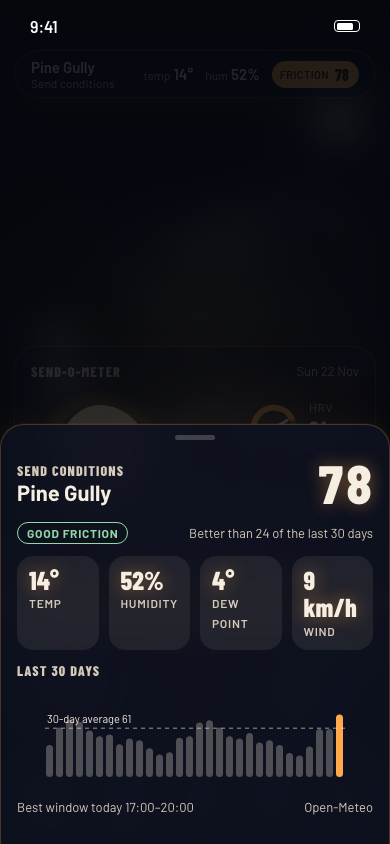 9:41
Pine Gully
Send conditions
temp 14° hum 52% FRICTION 78
SEND-O-METER
Sun 22 Nov
HRV
SEND CONDITIONS
Pine Gully
78
GOOD FRICTION
Better than 24 of the last 30 days
14°
TEMP
52%
HUMIDITY
4°
DEW
POINT
9
km/h
WIND
LAST 30 DAYS
30-day average 61
Best window today 17:00–20:00
Open-Meteo